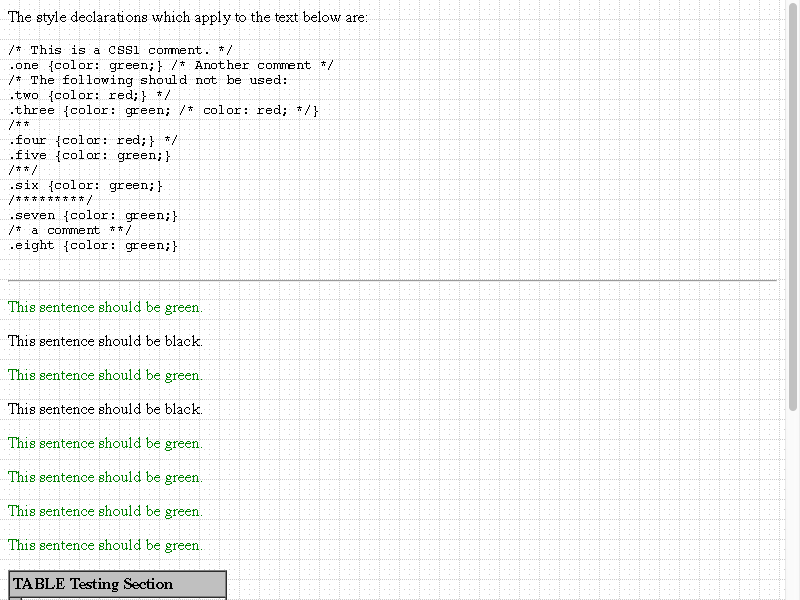 The style declarations which apply to the text below are:
/* This is a CSS1 comment. */
.one {color: green;} /* Another comment */
/* The following should not be used:
.two {color: red;} */
.three {color: green; /* color: red; */}
/**
.four {color: red;} */
.five {color: green;}
/**/
.six {color: green;}
/*********/
.seven {color: green;}
/* a comment **/
.eight {color: green;}
This sentence should be green.
This sentence should be black.
This sentence should be green.
This sentence should be black.
This sentence should be green.
This sentence should be green.
This sentence should be green.
This sentence should be green.
TABLE Testing Section